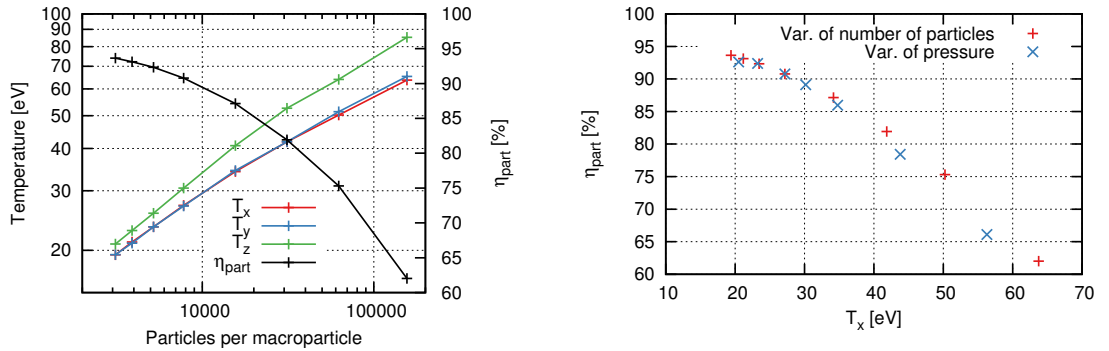 100
90
80
70
60
50
40
30
20
Temperature [eV]
100
95
90
85
80
75
70
65
60
η_part [%]
T_x
T_y
T_z
η_part
10000 100000
Particles per macroparticle
100
95
90
85
80
75
70
65
60
η_part [%]
Var. of number of particles
Var. of pressure
10 20 30 40 50 60 70
T_x [eV]